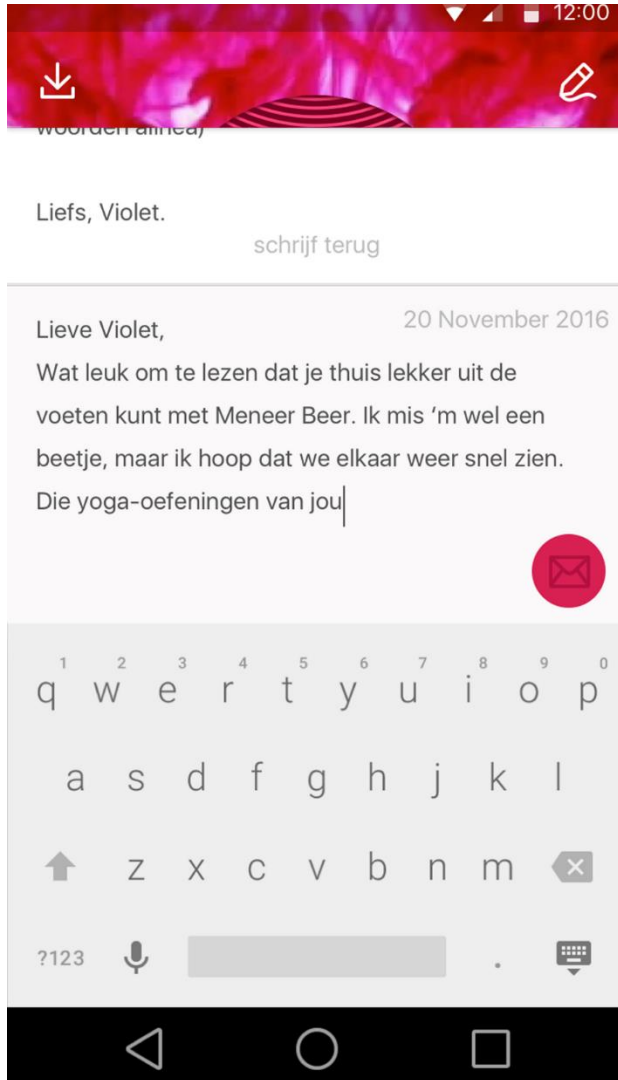 12:00
woorden alinea)
Liefs, Violet.
schrijf terug
20 November 2016
Lieve Violet,
Wat leuk om te lezen dat je thuis lekker uit de
voeten kunt met Meneer Beer. Ik mis ‘m wel een
beetje, maar ik hoop dat we elkaar weer snel zien.
Die yoga-oefeningen van jou
1 2 3 4 5 6 7 8 9 0
q w e r t y u i o p
a s d f g h j k l
z x c v b n m
?123 .